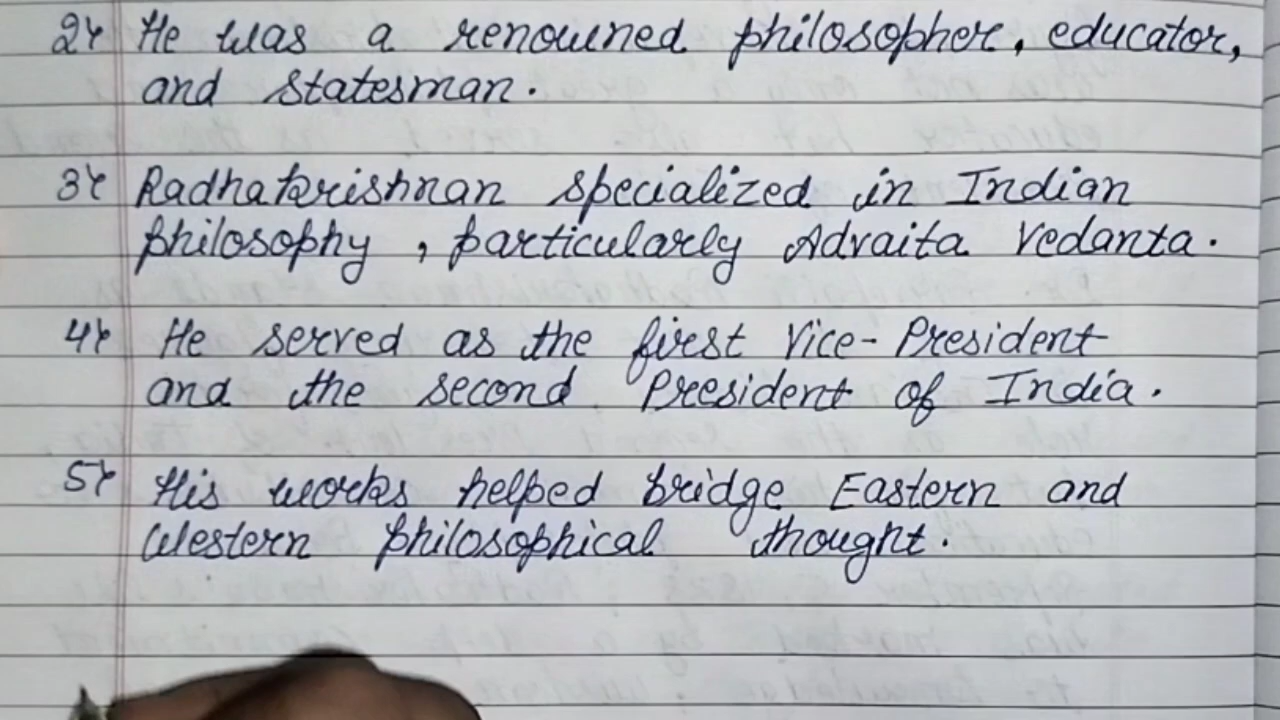 2) He was a renowned philosopher, educator,
and statesman.
3) Radhakrishnan specialized in Indian
philosophy, particularly Advaita Vedanta.
4) He served as the first Vice-President
and the second President of India.
5) His works helped bridge Eastern and
Western philosophical thought.